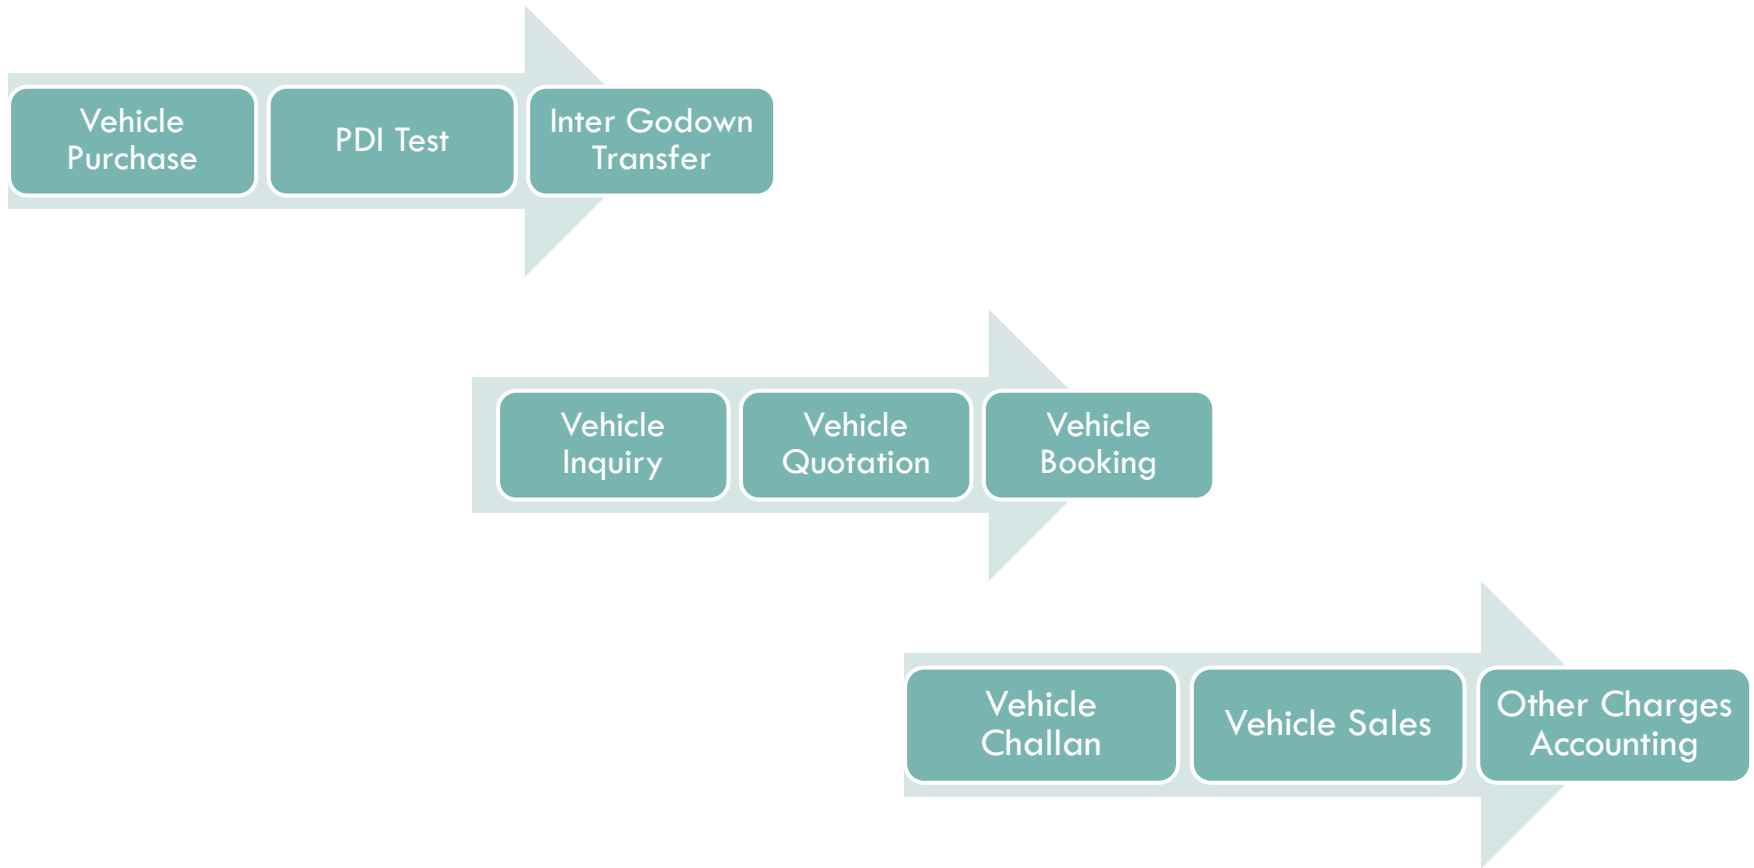 Vehicle
Purchase
PDI Test
Inter Godown
Transfer
Vehicle
Inquiry
Vehicle
Quotation
Vehicle
Booking
Vehicle
Challan
Vehicle Sales
Other Charges
Accounting